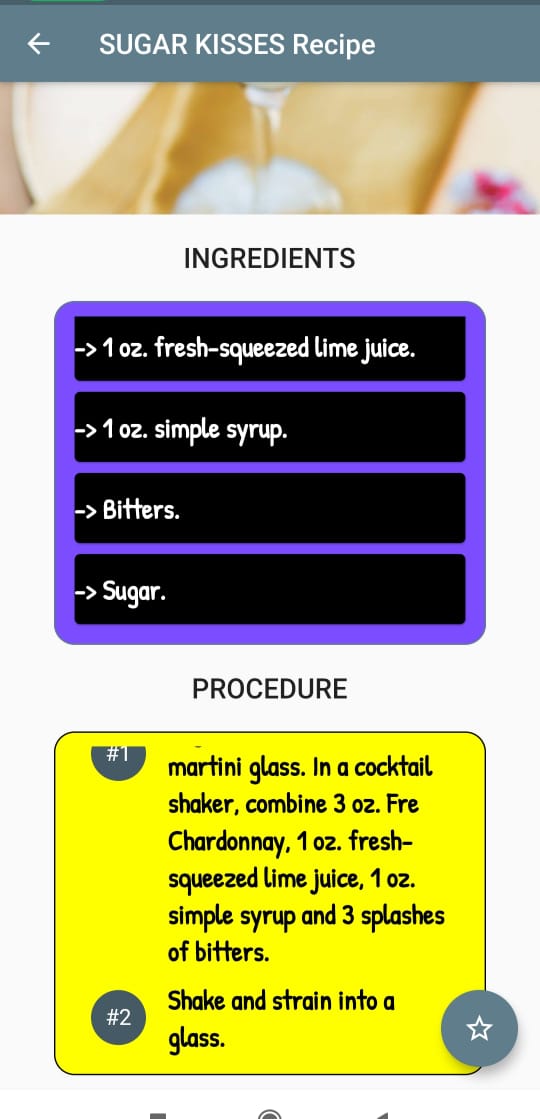 SUGAR KISSES Recipe
INGREDIENTS
-> 1 oz. fresh-squeezed lime juice.
-> 1 oz. simple syrup.
-> Bitters.
-> Sugar.
PROCEDURE
#1
martini glass. In a cocktail
shaker, combine 3 oz. Fre
Chardonnay, 1 oz. fresh-
squeezed lime juice, 1 oz.
simple syrup and 3 splashes
of bitters.
#2
Shake and strain into a
glass.